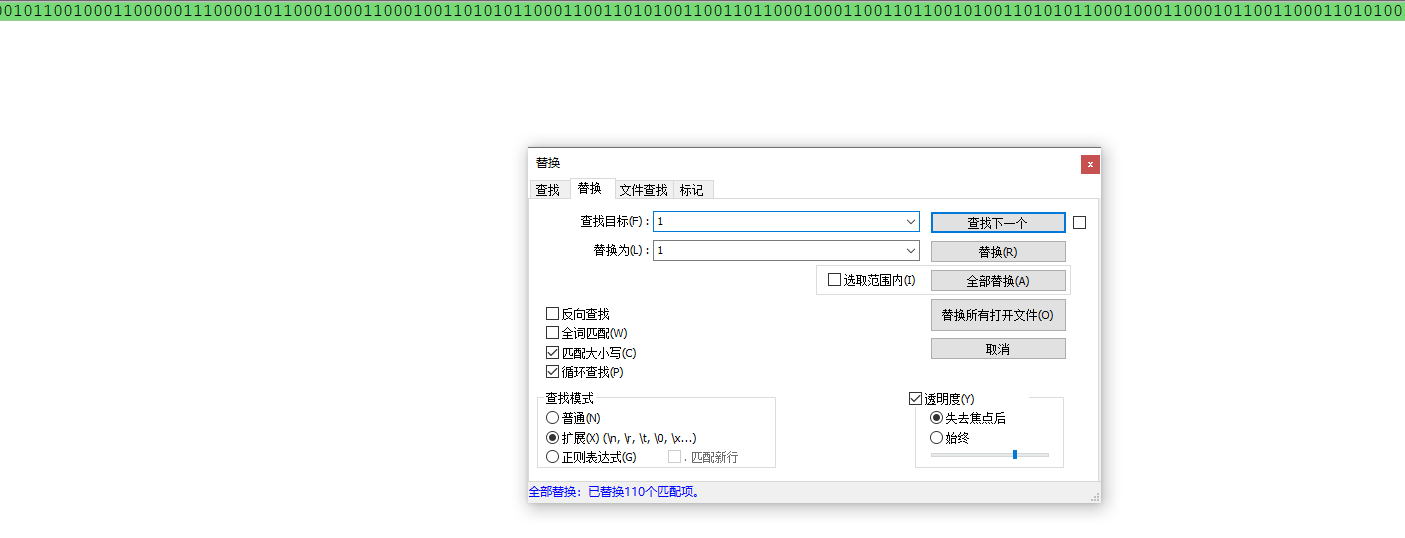 001011001000110000011100001011000100011000100110101011000110011010100110011011000100011001101100101001101010110001000110001011001100011010100
替换
x
查找 替换 文件查找 标记
查找目标(F) : 1 查找下一个
替换为(L) : 1 替换(R)
选取范围内(I) 全部替换(A)
替换所有打开文件(O)
取消
反向查找
全词匹配(W)
匹配大小写(C)
循环查找(P)
查找模式
普通(N)
扩展(X) (\n, \r, \t, \0, \x...)
正则表达式(G) . 匹配新行
透明度(Y)
失去焦点后
始终
全部替换：已替换110个匹配项。